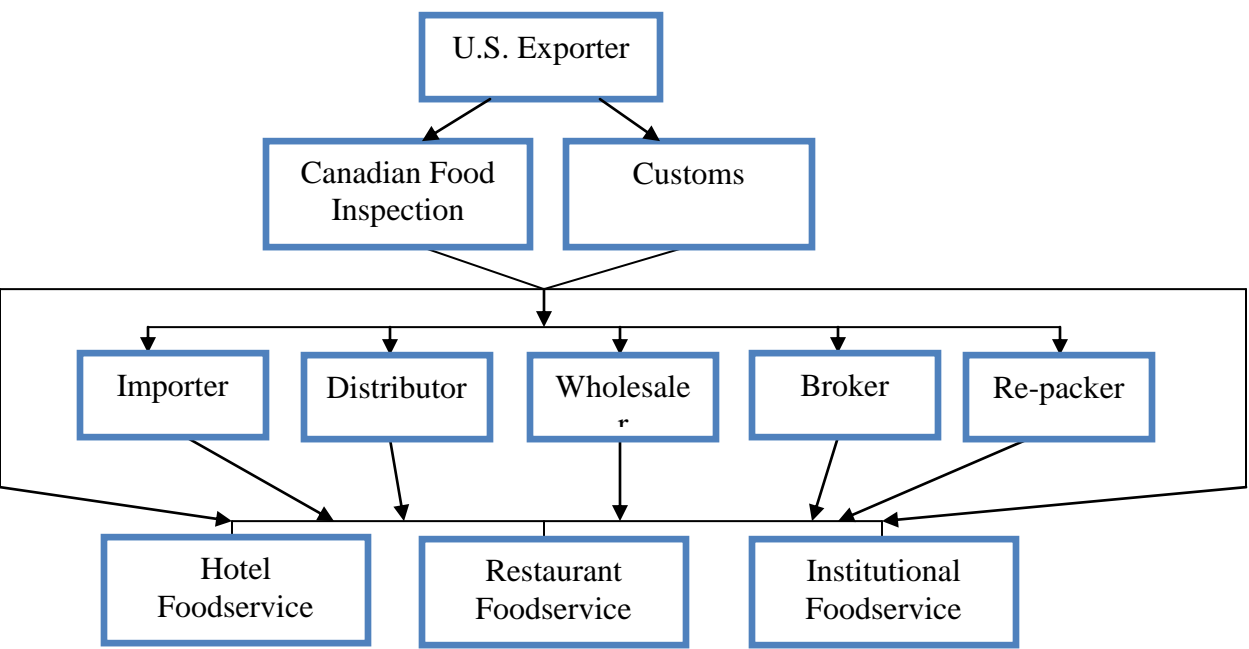 U.S. Exporter
Canadian Food
Inspection
Customs
Importer
Distributor
Wholesale
r
Broker
Re-packer
Hotel
Foodservice
Restaurant
Foodservice
Institutional
Foodservice